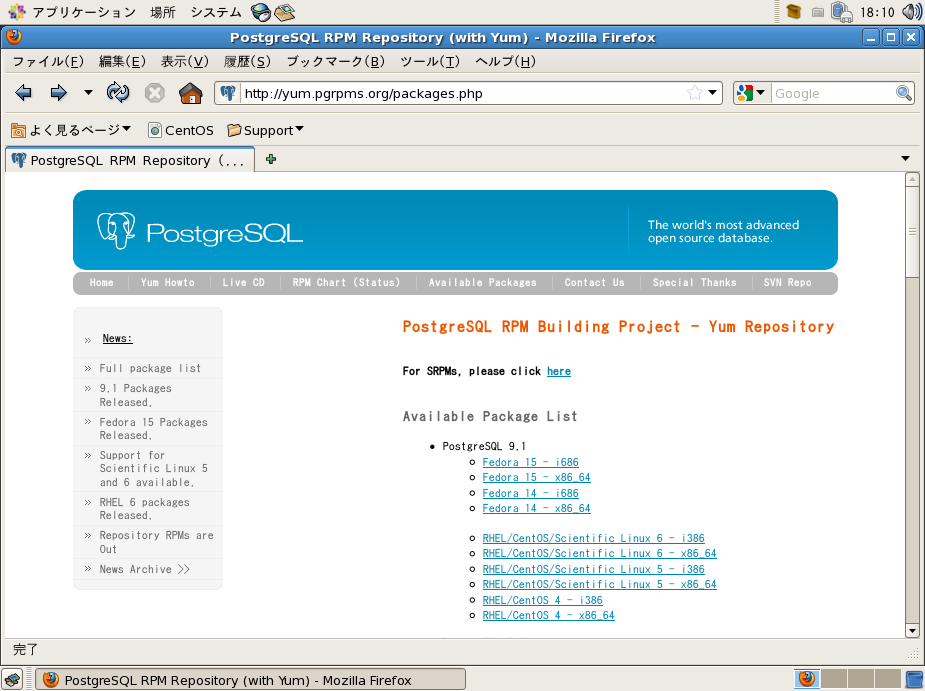 アプリケーション 場所 システム 18:10
PostgreSQL RPM Repository (with Yum) - Mozilla Firefox
ファイル(F) 編集(E) 表示(V) 履歴(S) ブックマーク(B) ツール(T) ヘルプ(H)
http://yum.pgrpms.org/packages.php Google
よく見るページ CentOS Support
PostgreSQL RPM Repository (...
PostgreSQL
The world's most advanced
open source database.
Home Yum Howto Live CD RPM Chart (Status) Available Packages Contact Us Special Thanks SVN Repo
» News:
» Full package list
» 9.1 Packages
Released.
» Fedora 15 Packages
Released.
» Support for
Scientific Linux 5
and 6 available.
» RHEL 6 packages
Released.
» Repository RPMs are
Out
» News Archive >>
PostgreSQL RPM Building Project - Yum Repository
For SRPMs, please click here
Available Package List
PostgreSQL 9.1
Fedora 15 - i686
Fedora 15 - x86_64
Fedora 14 - i686
Fedora 14 - x86_64
RHEL/CentOS/Scientific Linux 6 - i386
RHEL/CentOS/Scientific Linux 6 - x86_64
RHEL/CentOS/Scientific Linux 5 - i386
RHEL/CentOS/Scientific Linux 5 - x86_64
RHEL/CentOS 4 - i386
RHEL/CentOS 4 - x86_64
完了
PostgreSQL RPM Repository (with Yum) - Mozilla Firefox